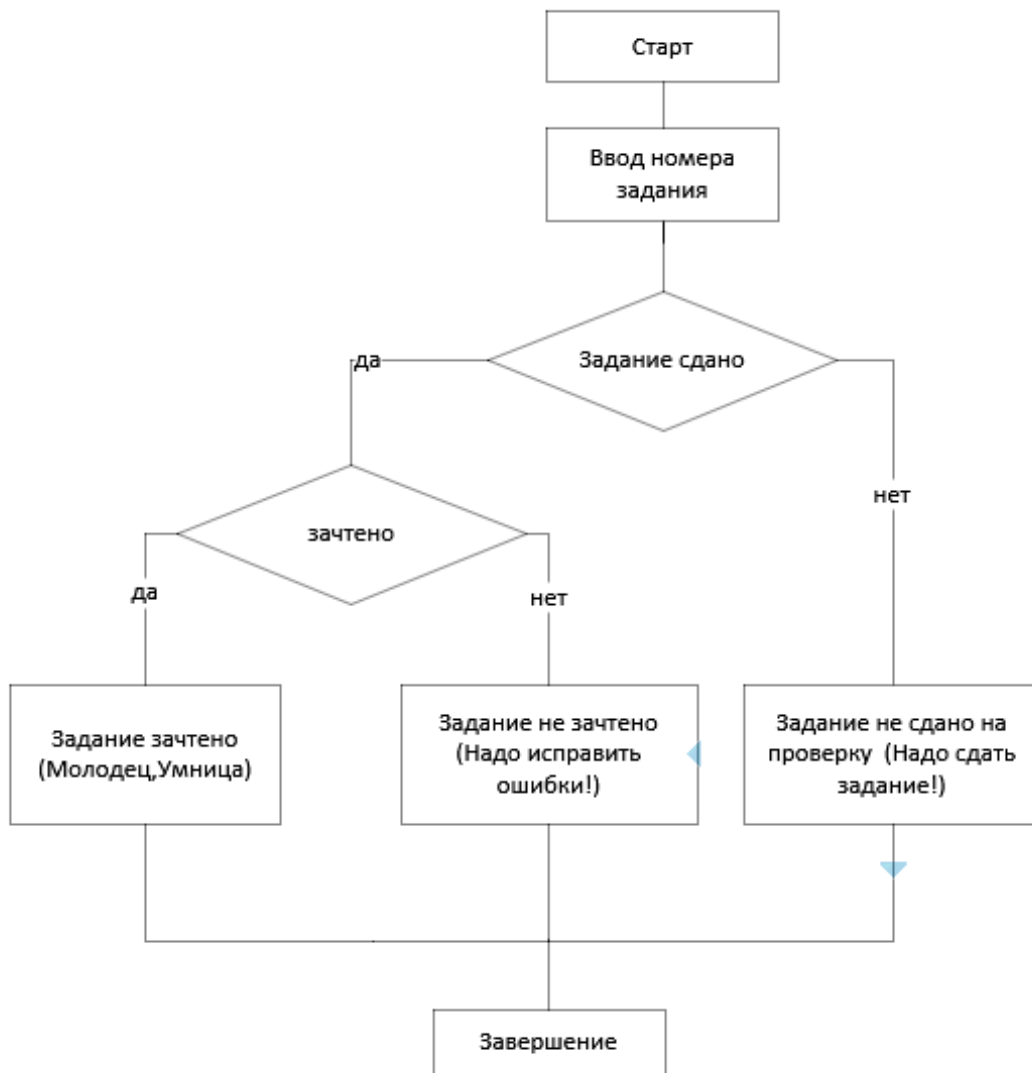 Старт
Ввод номера
задания
Задание сдано
да
нет
зачтено
да
нет
Задание зачтено
(Молодец,Умница)
Задание не зачтено
(Надо исправить
ошибки!)
Задание не сдано на
проверку (Надо сдать
задание!)
Завершение